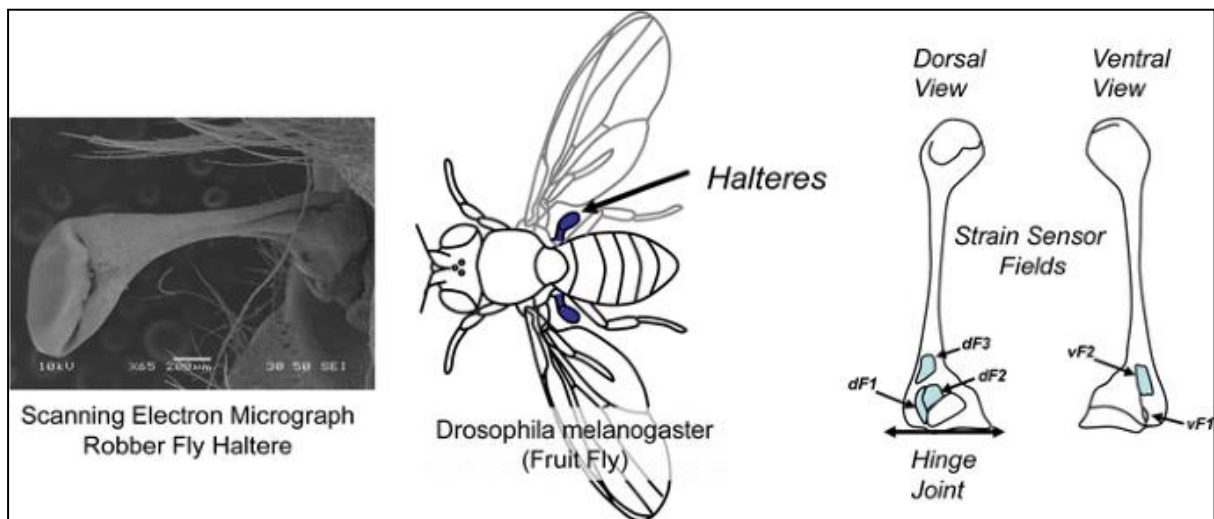 10kV X65 200µm 30 50 SEI
Scanning Electron Micrograph
Robber Fly Haltere
Halteres
Drosophila melanogaster
(Fruit Fly)
Dorsal
View
Ventral
View
Strain Sensor
Fields
dF3
dF1
dF2
vF2
vF1
Hinge
Joint